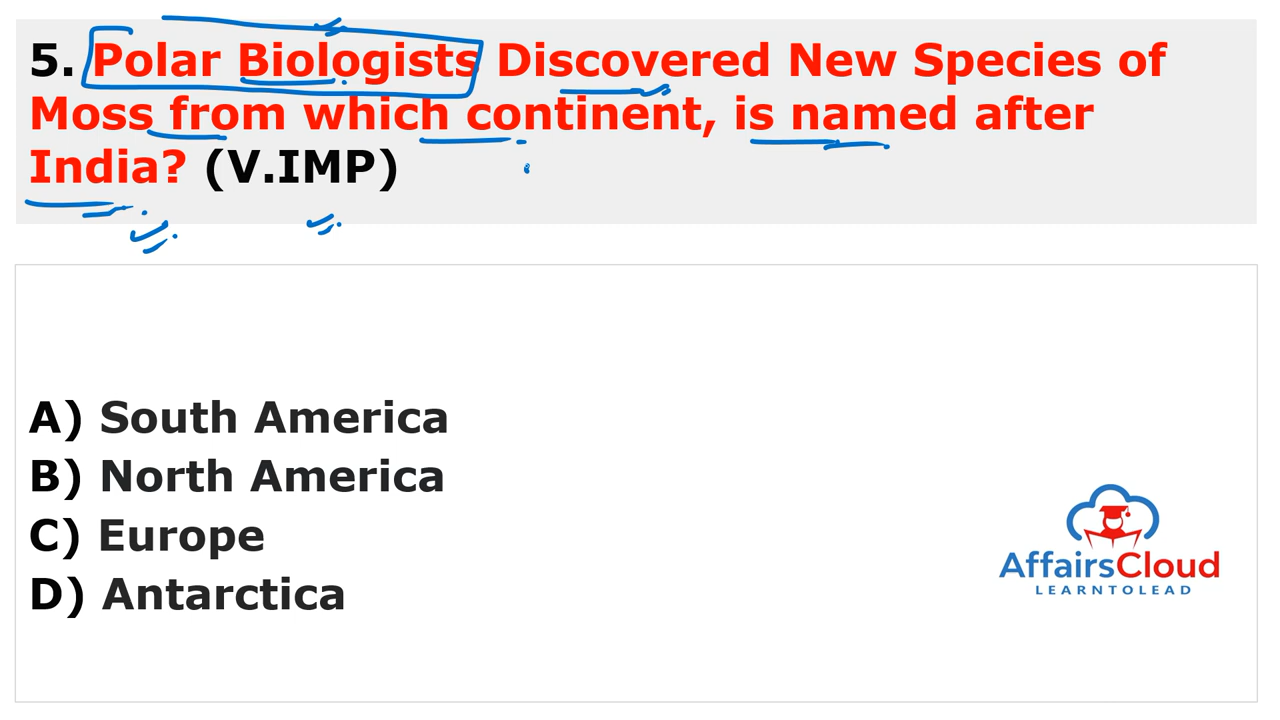 5. Polar Biologists Discovered New Species of
Moss from which continent, is named after
India? (V.IMP)
A) South America
B) North America
C) Europe
D) Antarctica
AffairsCloud
LEARNTOLEAD